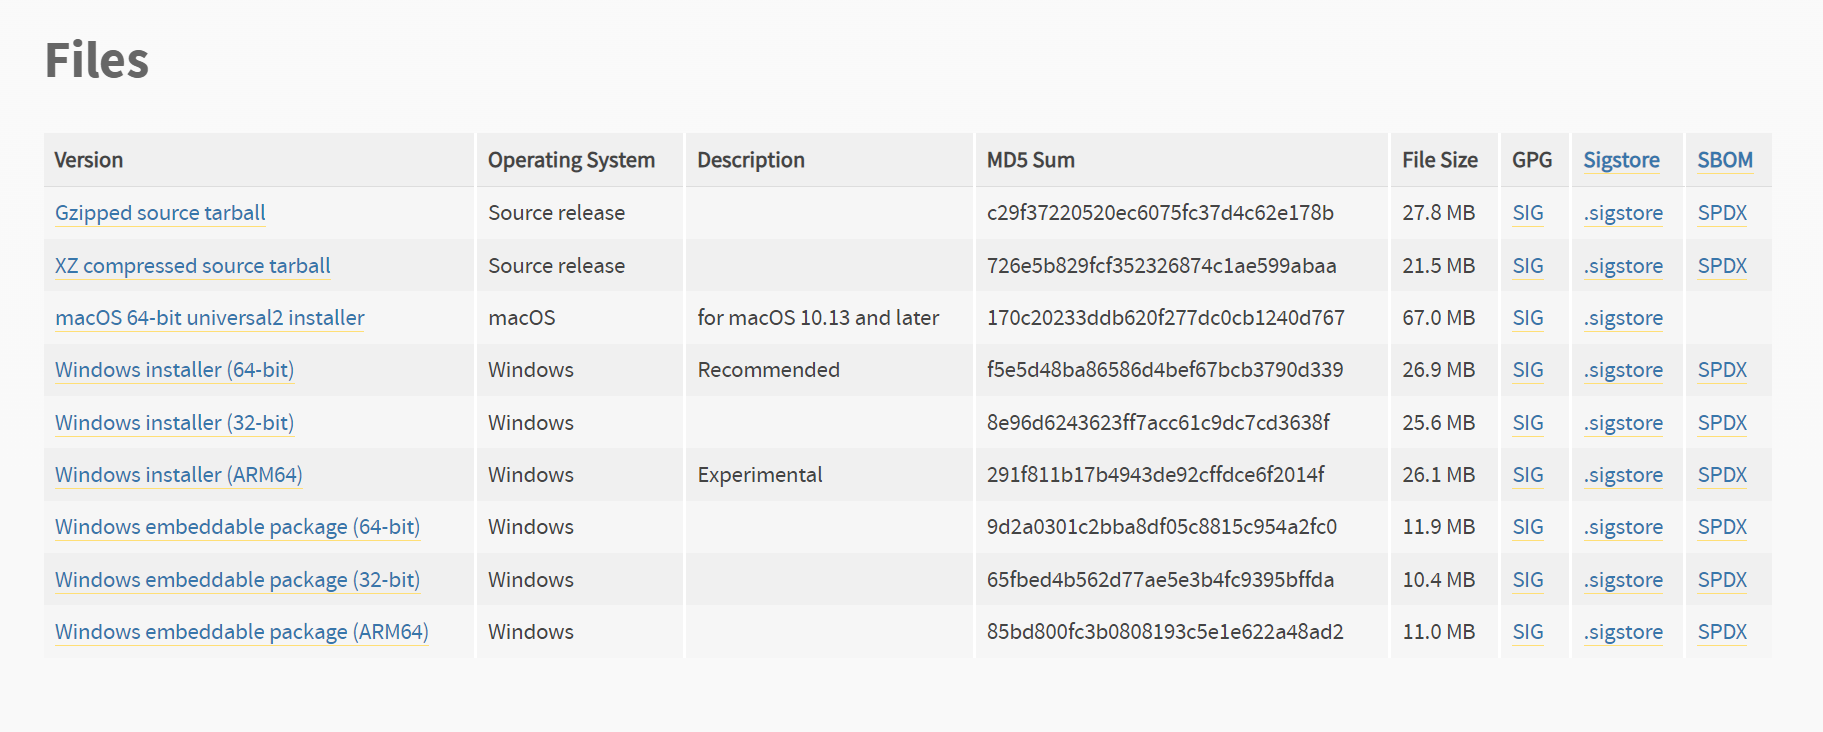 Files
Version Operating System Description MD5 Sum File Size GPG Sigstore SBOM
Gzipped source tarball Source release c29f37220520ec6075fc37d4c62e178b 27.8 MB SIG .sigstore SPDX
XZ compressed source tarball Source release 726e5b829fcf352326874c1ae599abaa 21.5 MB SIG .sigstore SPDX
macOS 64-bit universal2 installer macOS for macOS 10.13 and later 170c20233ddb620f277dc0cb1240d767 67.0 MB SIG .sigstore
Windows installer (64-bit) Windows Recommended f5e5d48ba86586d4bef67bcb3790d339 26.9 MB SIG .sigstore SPDX
Windows installer (32-bit) Windows 8e96d6243623ff7acc61c9dc7cd3638f 25.6 MB SIG .sigstore SPDX
Windows installer (ARM64) Windows Experimental 291f811b17b4943de92cffdce6f2014f 26.1 MB SIG .sigstore SPDX
Windows embeddable package (64-bit) Windows 9d2a0301c2bba8df05c8815c954a2fc0 11.9 MB SIG .sigstore SPDX
Windows embeddable package (32-bit) Windows 65fbed4b562d77ae5e3b4fc9395bffda 10.4 MB SIG .sigstore SPDX
Windows embeddable package (ARM64) Windows 85bd800fc3b0808193c5e1e622a48ad2 11.0 MB SIG .sigstore SPDX